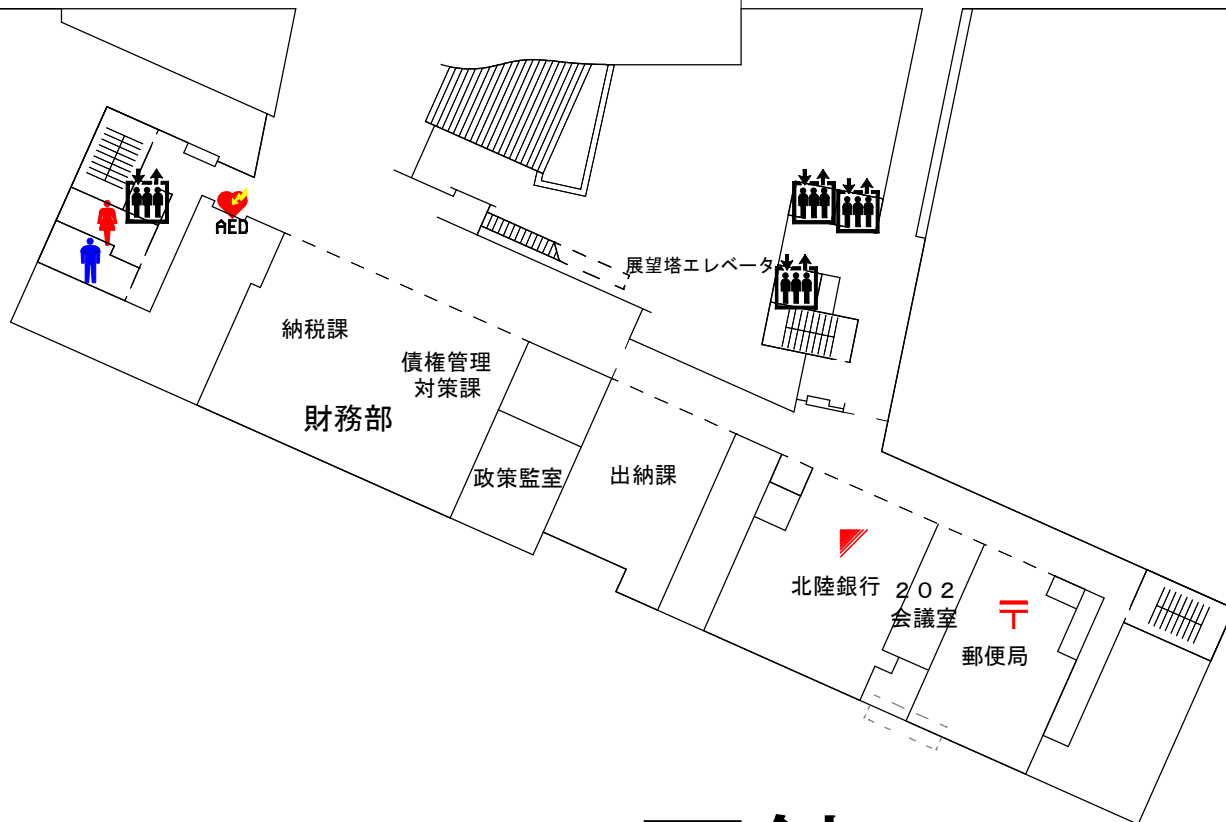 AED
展望塔エレベータ
納税課
債権管理
対策課
財務部
政策監室
出納課
北陸銀行
２０２
会議室
〒
郵便局